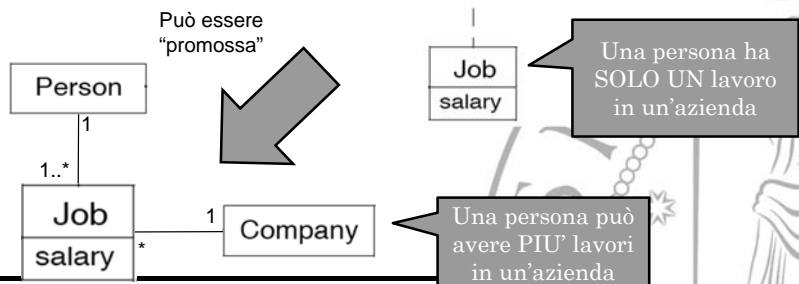 Può essere
“promossa”
Person
1
1..*
Job
salary
*
1
Company
Job
salary
Una persona ha
SOLO UN lavoro
in un’azienda
Una persona può
avere PIU’ lavori
in un’azienda